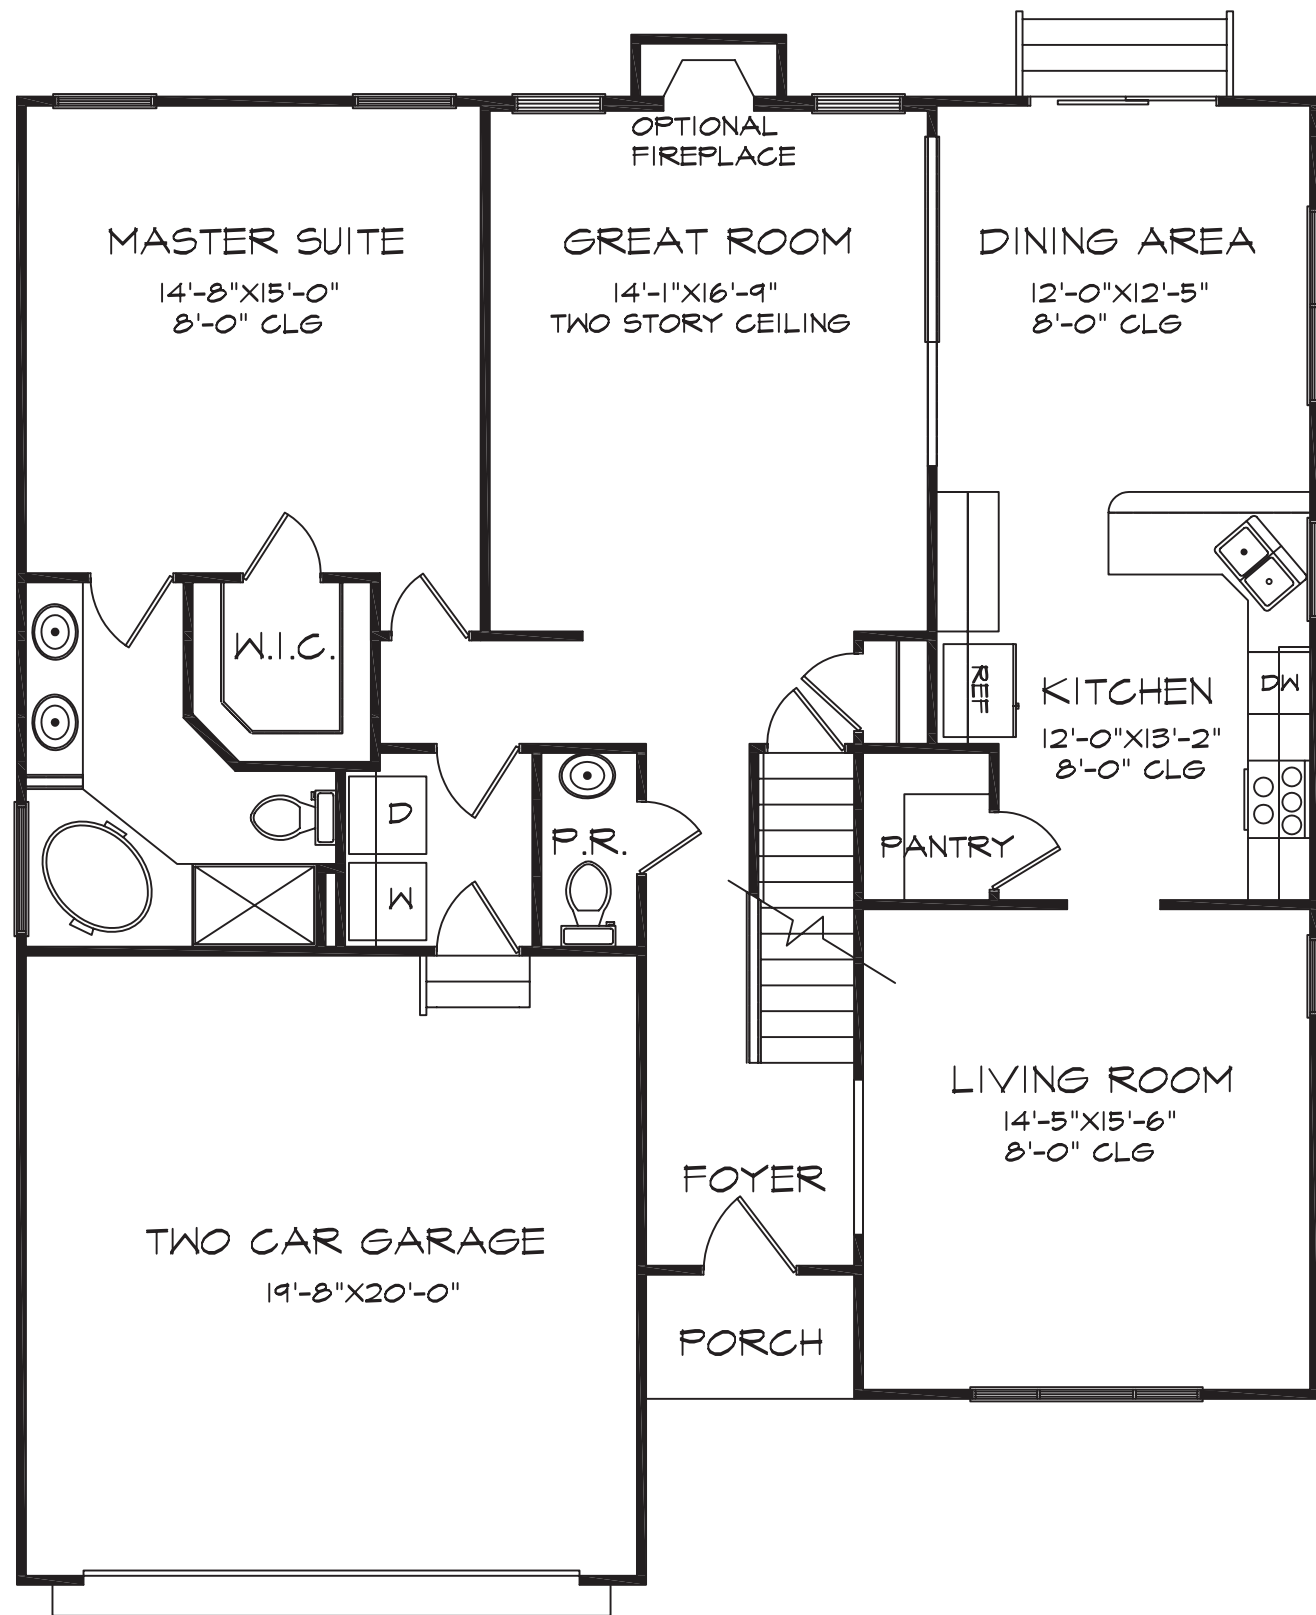 OPTIONAL
FIREPLACE
MASTER SUITE
14'-8"X15'-0"
8'-0" CLG
GREAT ROOM
14'-1"X16'-9"
TWO STORY CEILING
DINING AREA
12'-0"X12'-5"
8'-0" CLG
W.I.C.
REF
KITCHEN
12'-0"X13'-2"
8'-0" CLG
DW
D
W
P.R.
PANTRY
LIVING ROOM
14'-5"X15'-6"
8'-0" CLG
FOYER
TWO CAR GARAGE
19'-8"X20'-0"
PORCH